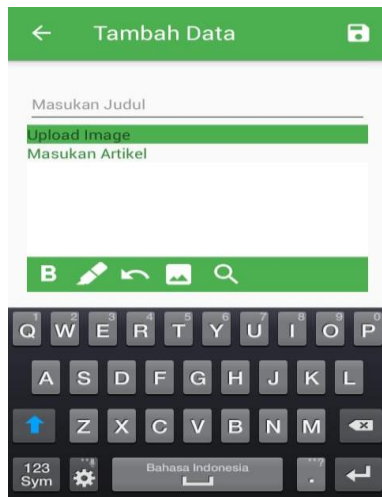 Tambah Data
Masukan Judul
Upload Image
Masukan Artikel
B
1 2 3 4 5 6 7 8 9 0
Q W E R T Y U I O P
A S D F G H J K L
Z X C V B N M
123 Bahasa Indonesia . ?
Sym